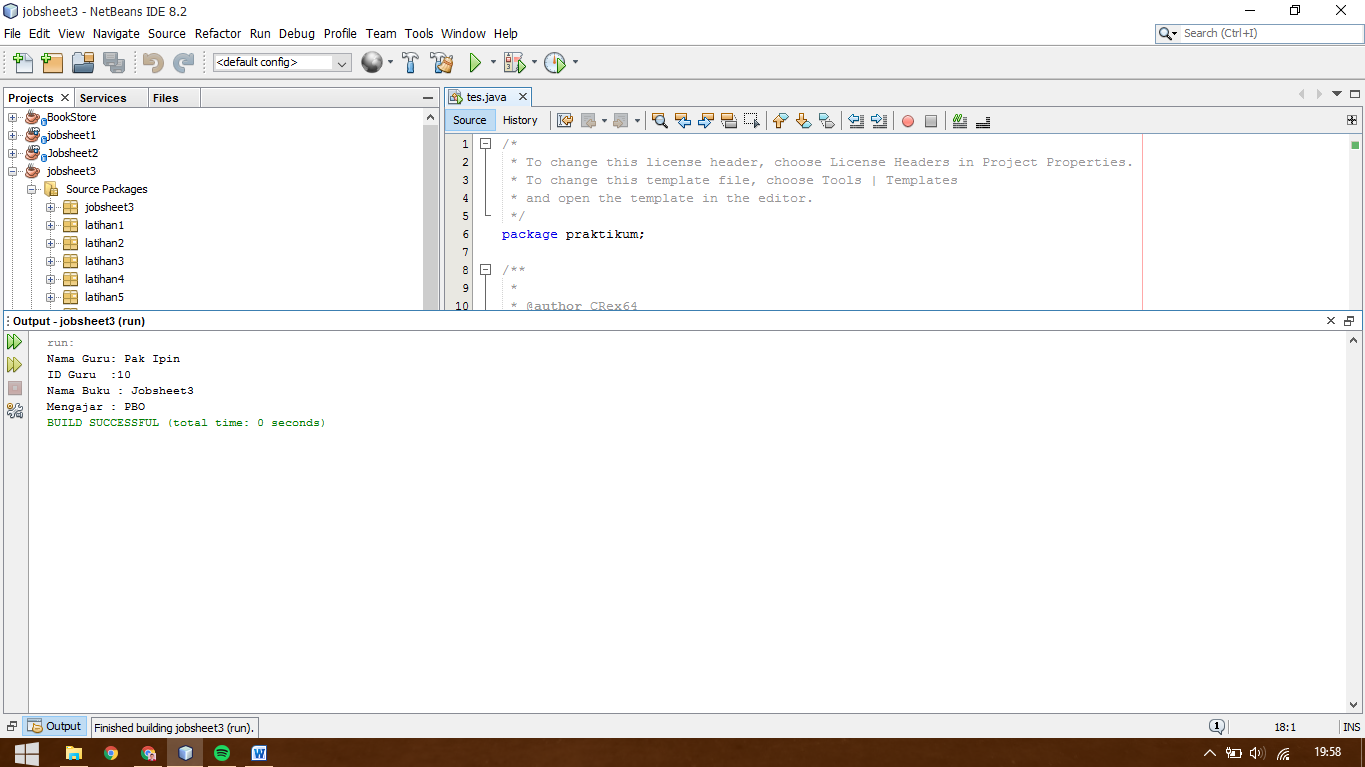 jobsheet3 - NetBeans IDE 8.2
File Edit View Navigate Source Refactor Run Debug Profile Team Tools Window Help
Search (Ctrl+I)
<default config>
Projects Services Files
tes.java
BookStore
jobsheet1
Jobsheet2
jobsheet3
Source Packages
jobsheet3
latihan1
latihan2
latihan3
latihan4
latihan5
Source History
1 /*
2 * To change this license header, choose License Headers in Project Properties.
3 * To change this template file, choose Tools | Templates
4 * and open the template in the editor.
5 */
6 package praktikum;
7
8 /**
9 *
10 * @author CRex64
Output - jobsheet3 (run)
run:
Nama Guru: Pak Ipin
ID Guru  :10
Nama Buku : Jobsheet3
Mengajar : PBO
BUILD SUCCESSFUL (total time: 0 seconds)
Output
Finished building jobsheet3 (run).
1
18:1
INS
19:58